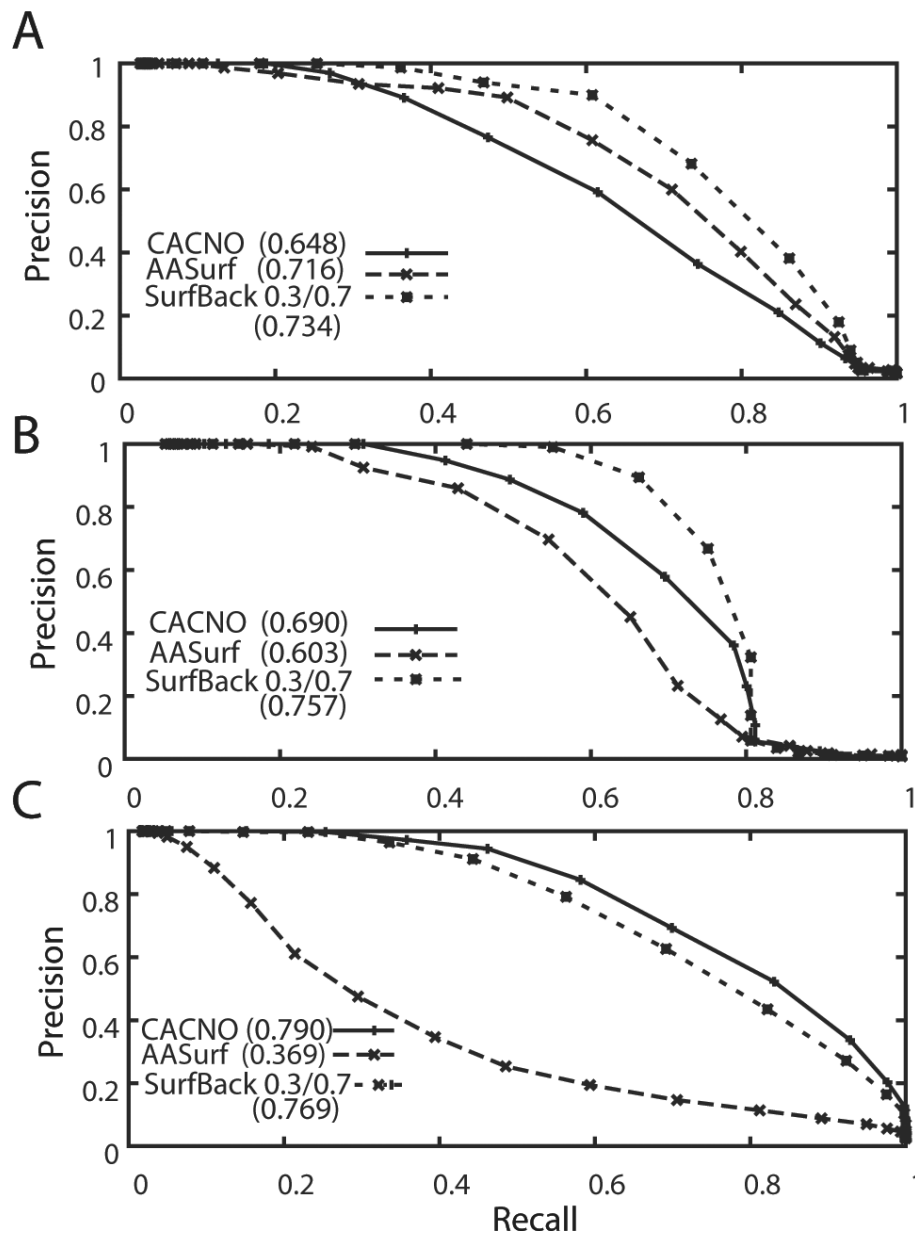 A
Precision
1
0.8
0.6
0.4
0.2
0
CACNO (0.648)
AASurf (0.716)
SurfBack 0.3/0.7
(0.734)
0 0.2 0.4 0.6 0.8 1
B
Precision
1
0.8
0.6
0.4
0.2
0
CACNO (0.690)
AASurf (0.603)
SurfBack 0.3/0.7
(0.757)
0 0.2 0.4 0.6 0.8 1
C
Precision
1
0.8
0.6
0.4
0.2
0
CACNO (0.790)
AASurf (0.369)
SurfBack 0.3/0.7
(0.769)
0 0.2 0.4 0.6 0.8 1
Recall